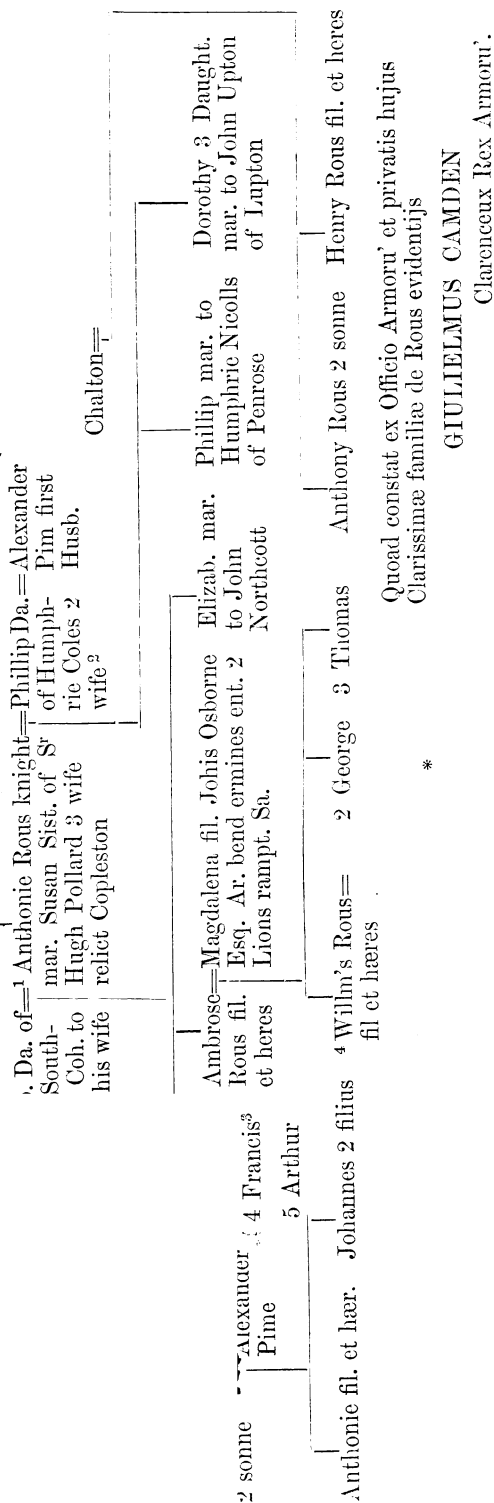 Chalton=
. Da. of=¹ Anthonie Rous knight=Phillip Da.=Alexander
South- mar. Susan Sist. of Sʳ of Humph- Pim first
Coh. to Hugh Pollard 3 wife rie Coles 2 Husb.
his wife relict Copleston wife ²
Ambrose=Magdalena fil. Johis Osborne Elizab. mar. Phillip mar. to Dorothy 3 Daught.
Rous fil. Esq. Ar. bend ermines ent. 2 to John Humphric Nicolls mar. to John Upton
et heres Lions rampt. Sa. Northcott of Penrose of Lupton
2 sonne Alexander 4 Francis³
Pime 5 Arthur
Anthonie fil. et hær. Johannes 2 filius ⁴ Willm's Rous= 2 George 3 Thomas Anthony Rous 2 sonne Henry Rous fil. et heres
fil et hæres
*
Quoad constat ex Officio Armoru' et privatis hujus
Clarissimæ familiæ de Rous evidentijs
GIULIELMUS CAMDEN
Clarenceux Rex Armoru'.